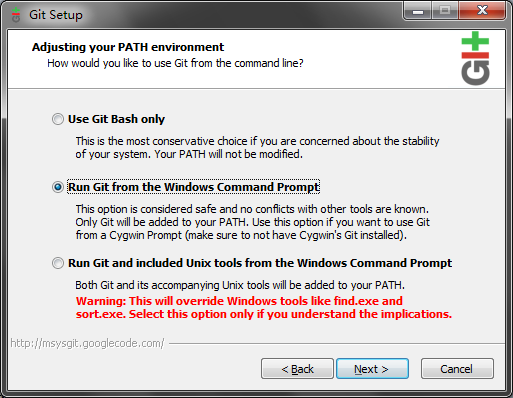 Git Setup
Adjusting your PATH environment
How would you like to use Git from the command line?
Git
Use Git Bash only
This is the most conservative choice if you are concerned about the stability
of your system. Your PATH will not be modified.
Run Git from the Windows Command Prompt
This option is considered safe and no conflicts with other tools are known.
Only Git will be added to your PATH. Use this option if you want to use Git
from a Cygwin Prompt (make sure to not have Cygwin's Git installed).
Run Git and included Unix tools from the Windows Command Prompt
Both Git and its accompanying Unix tools will be added to your PATH.
Warning: This will override Windows tools like find.exe and
sort.exe. Select this option only if you understand the implications.
http://msysgit.googlecode.com/
< Back
Next >
Cancel